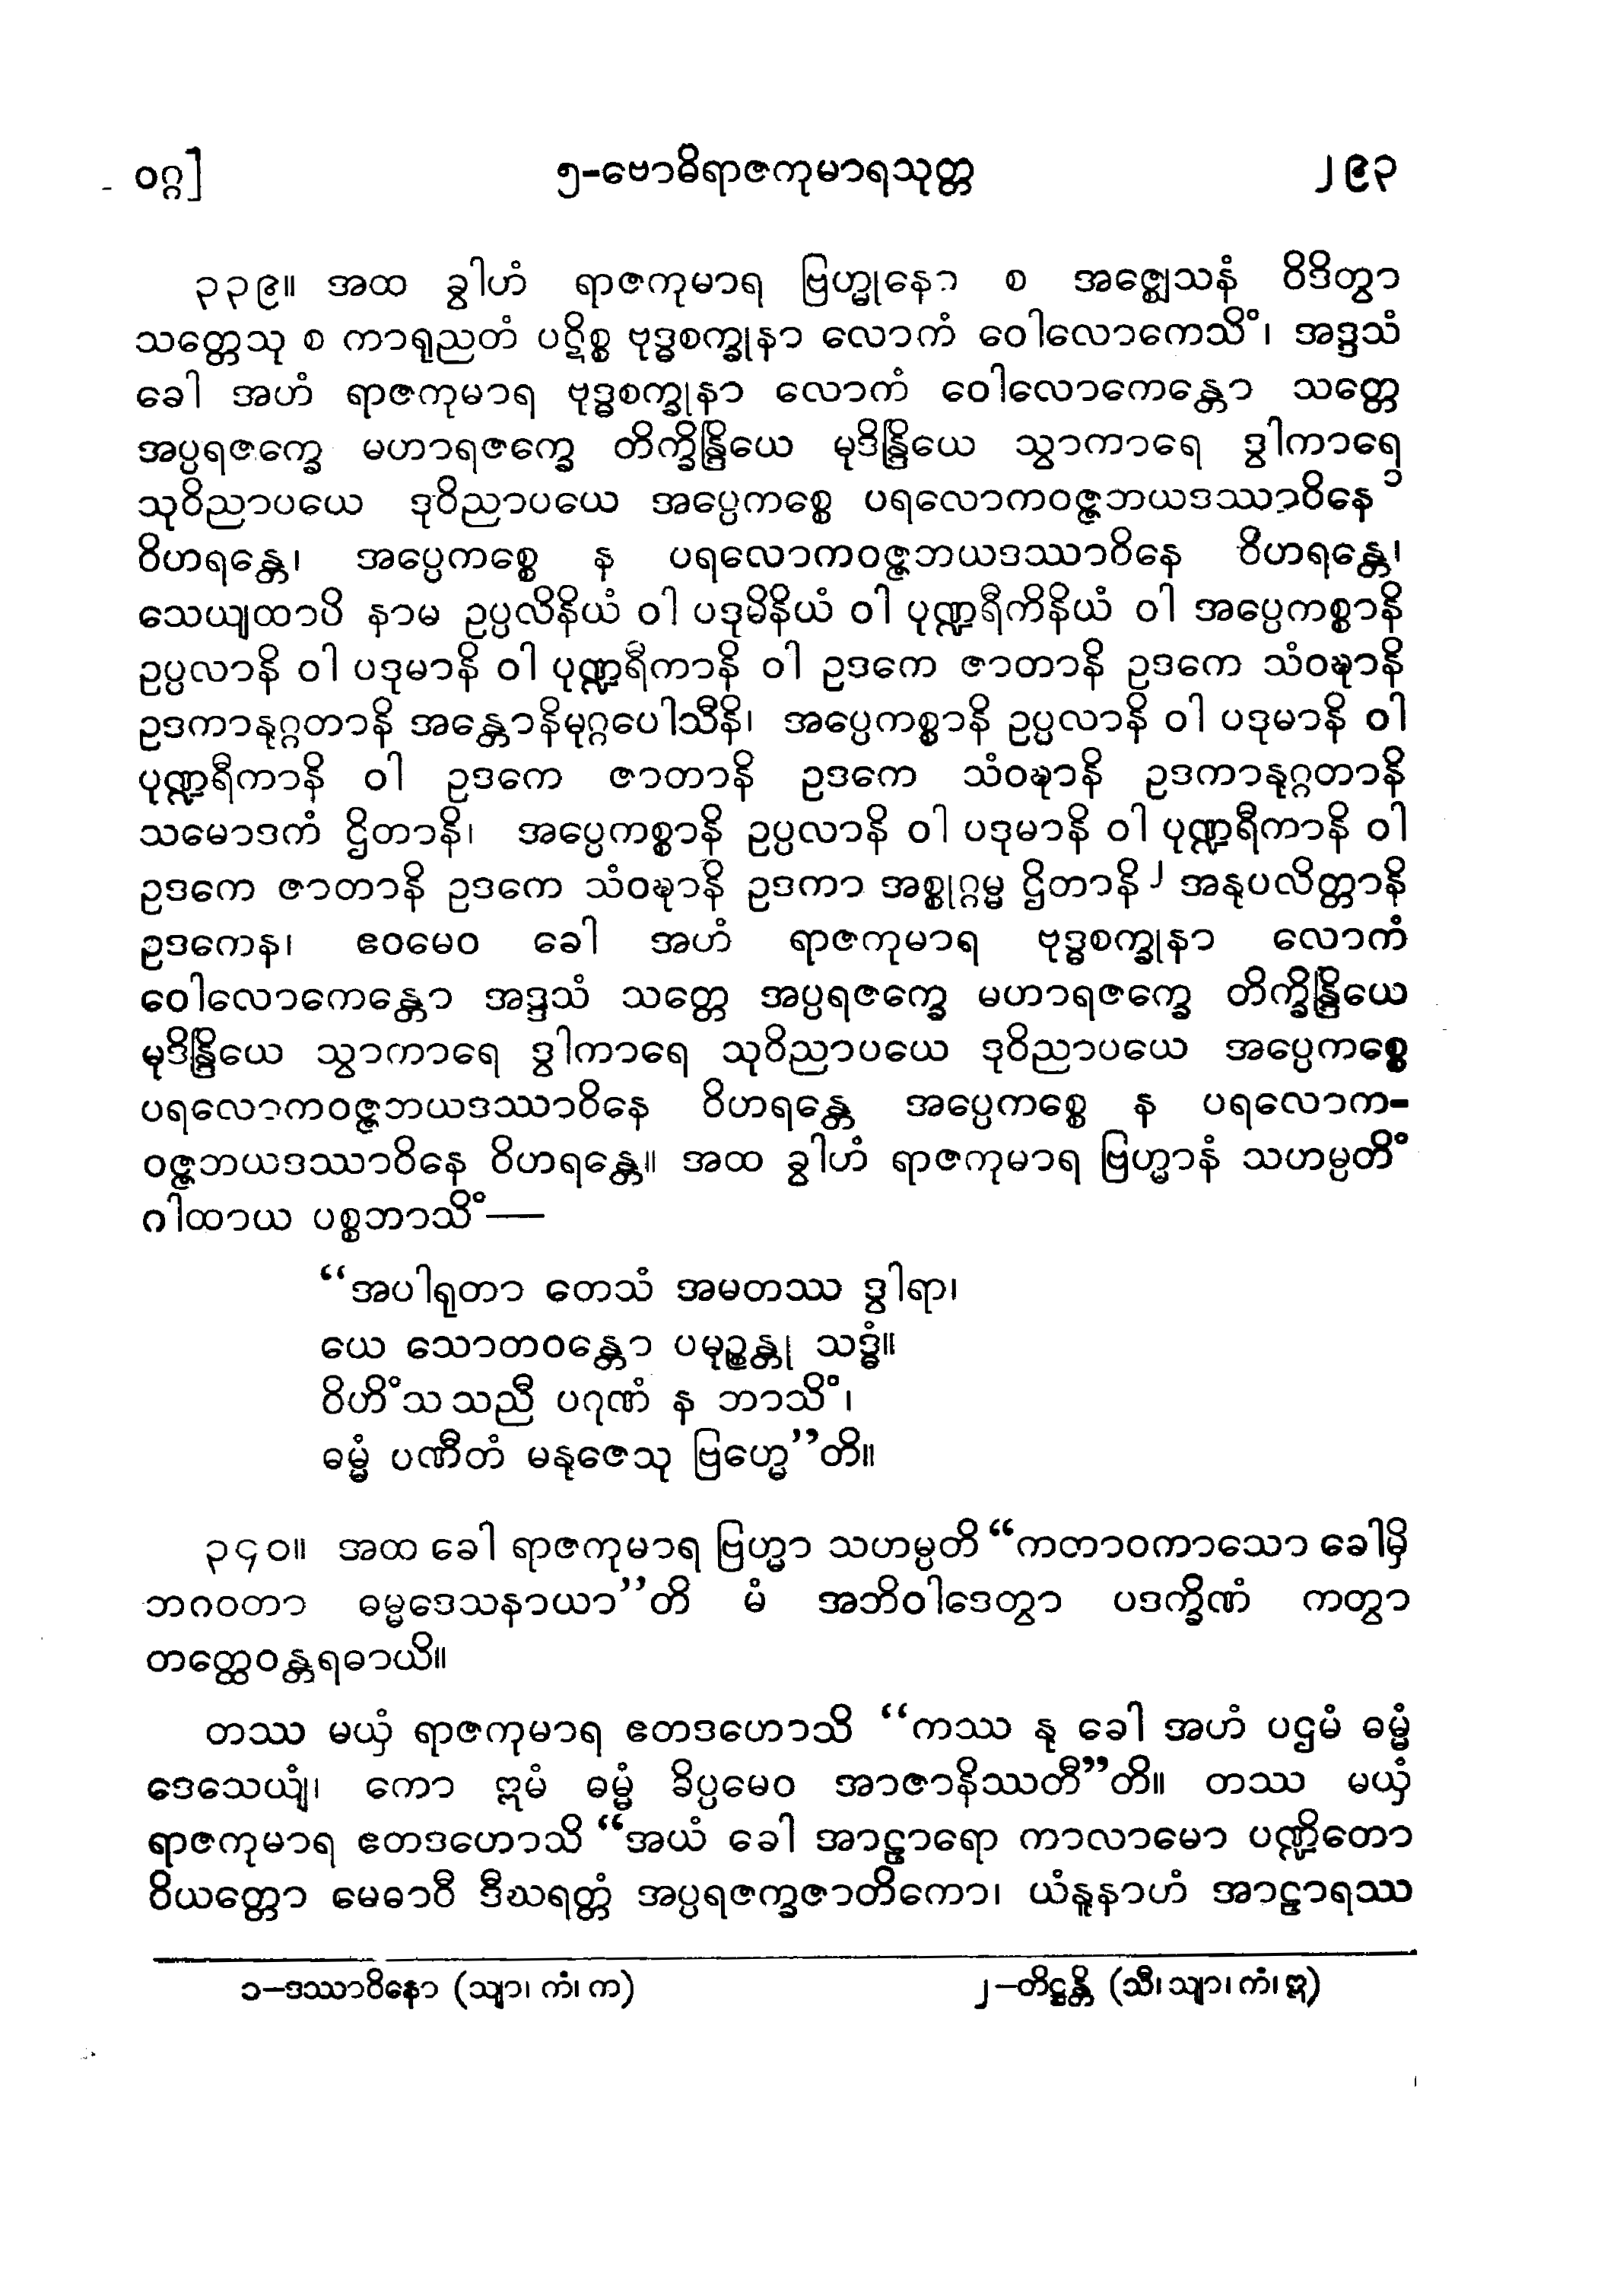 ဝဂ္ဂ] ၅-ဗောဓိရာဇကုမာရသုတ္တ ၂၉၃
၃၃၉။ အထ ခွါဟံ ရာဇကုမာရ ဗြဟ္မုနော စ အဇ္ဈေသနံ ဝိဒိတွာ
သတ္တေသု စ ကာရုညတံ ပဋိစ္စ ဗုဒ္ဓစက္ခုနာ လောကံ ဝေါလောကေသိံ၊ အဒ္ဒသံ
ခေါ အဟံ ရာဇကုမာရ ဗုဒ္ဓစက္ခုနာ လောကံ ဝေါလောကေန္တော သတ္တေ
အပ္ပရဇက္ခေ မဟာရဇက္ခေ တိက္ခိန္ဒြိယေ မုဒိန္ဒြိယေ သွာကာရေ ဒွါကာရေ
သုဝိညာပယေ ဒုဝိညာပယေ အပ္ပေကစ္စေ ပရလောကဝဇ္ဇဘယဒဿာဝိနေ ၁
ဝိဟရန္တေ၊ အပ္ပေကစ္စေ န ပရလောကဝဇ္ဇဘယဒဿာဝိနေ ဝိဟရန္တေ၊
သေယျထာပိ နာမ ဥပ္ပလိနိယံ ဝါ ပဒုမိနိယံ ဝါ ပုဏ္ဍရီကိနိယံ ဝါ အပ္ပေကစ္စာနိ
ဥပ္ပလာနိ ဝါ ပဒုမာနိ ဝါ ပုဏ္ဍရီကာနိ ဝါ ဥဒကေ ဇာတာနိ ဥဒကေ သံဝဍ္ဎာနိ
ဥဒကာနုဂ္ဂတာနိ အန္တောနိမုဂ္ဂပေါသီနိ၊ အပ္ပေကစ္စာနိ ဥပ္ပလာနိ ဝါ ပဒုမာနိ ဝါ
ပုဏ္ဍရီကာနိ ဝါ ဥဒကေ ဇာတာနိ ဥဒကေ သံဝဍ္ဎာနိ ဥဒကာနုဂ္ဂတာနိ
သမောဒကံ ဌိတာနိ၊ အပ္ပေကစ္စာနိ ဥပ္ပလာနိ ဝါ ပဒုမာနိ ဝါ ပုဏ္ဍရီကာနိ ဝါ
ဥဒကေ ဇာတာနိ ဥဒကေ သံဝဍ္ဎာနိ ဥဒကာ အစ္စုဂ္ဂမ္မ ဌိတာနိ ၂ အနုပလိတ္တာနိ
ဥဒကေန၊ ဧဝမေဝ ခေါ အဟံ ရာဇကုမာရ ဗုဒ္ဓစက္ခုနာ လောကံ
ဝေါလောကေန္တော အဒ္ဒသံ သတ္တေ အပ္ပရဇက္ခေ မဟာရဇက္ခေ တိက္ခိန္ဒြိယေ
မုဒိန္ဒြိယေ သွာကာရေ ဒွါကာရေ သုဝိညာပယေ ဒုဝိညာပယေ အပ္ပေကစ္စေ
ပရလောကဝဇ္ဇဘယဒဿာဝိနေ ဝိဟရန္တေ အပ္ပေကစ္စေ န ပရလောက-
ဝဇ္ဇဘယဒဿာဝိနေ ဝိဟရန္တေ။ အထ ခွါဟံ ရာဇကုမာရ ဗြဟ္မာနံ သဟမ္ပတိံ
ဂါထာယ ပစ္စဘာသိံ—
“အပါရုတာ တေသံ အမတဿ ဒွါရာ၊
ယေ သောတဝန္တော ပမုဉ္စန္တု သဒ္ဓံ။
ဝိဟိံသ သညီ ပဂုဏံ န ဘာသိံ၊
ဓမ္မံ ပဏီတံ မနုဇေသု ဗြဟ္မေ”တိ။
၃၄၀။ အထ ခေါ ရာဇကုမာရ ဗြဟ္မာ သဟမ္ပတိ “ကတာဝကာသော ခေါမှိ
ဘဂဝတာ ဓမ္မဒေသနာယာ”တိ မံ အဘိဝါဒေတွာ ပဒက္ခိဏံ ကတွာ
တတ္ထေဝန္တရဓာယိ။
တဿ မယှံ ရာဇကုမာရ ဧတဒဟောသိ “ကဿ နု ခေါ အဟံ ပဌမံ ဓမ္မံ
ဒေသေယျံ၊ ကော ဣမံ ဓမ္မံ ခိပ္ပမေဝ အာဇာနိဿတီ”တိ။ တဿ မယှံ
ရာဇကုမာရ ဧတဒဟောသိ “အယံ ခေါ အာဠာရော ကာလာမော ပဏ္ဍိတော
ဝိယတ္တော မေဓာဝီ ဒီဃရတ္တံ အပ္ပရဇက္ခဇာတိကော၊ ယံနူနာဟံ အာဠာရဿ
၁-ဒဿာဝိနော (သျာ၊ ကံ၊ က) ၂-တိဋ္ဌန္တိ (သီ၊ သျာ၊ ကံ၊ ဣ)